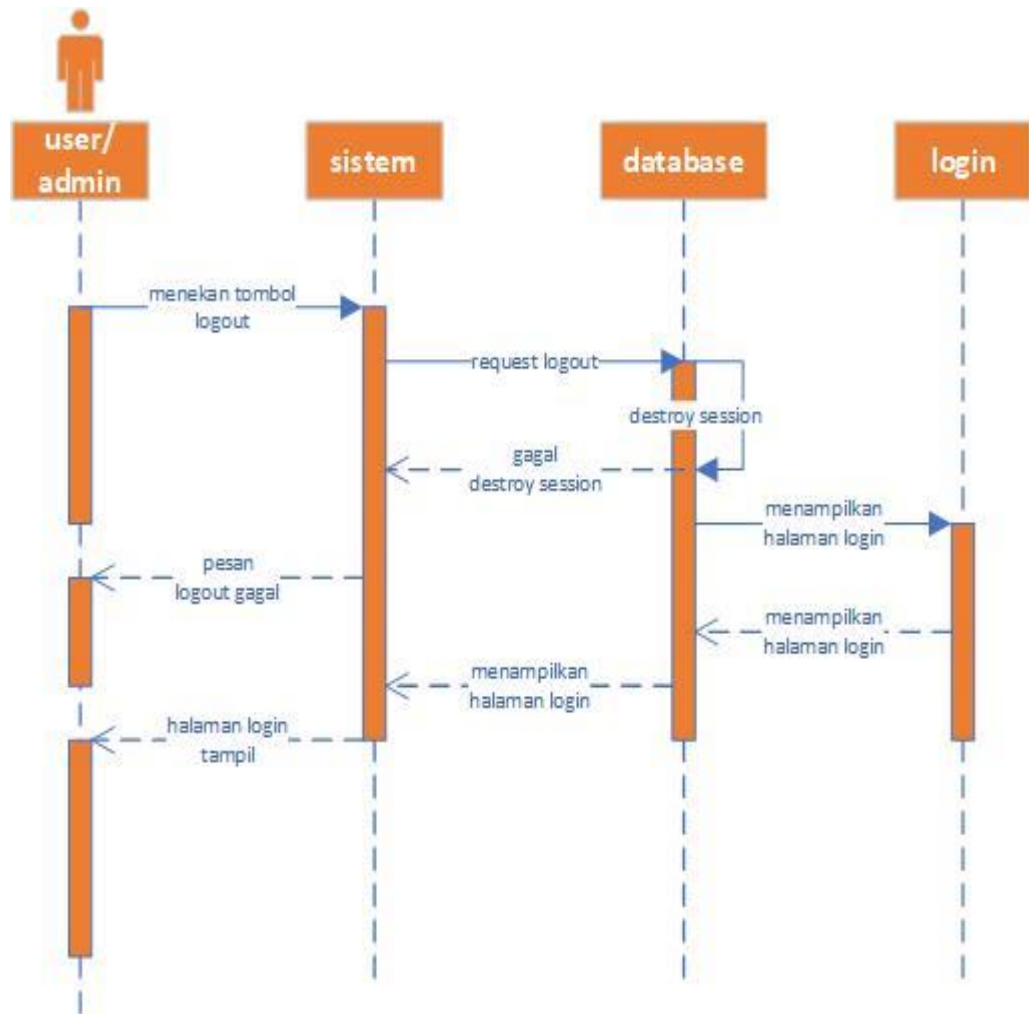 user/
admin
sistem
database
login
menekan tombol
logout
request logout
destroy session
gagal
destroy session
menampilkan
halaman login
pesan
logout gagal
menampilkan
halaman login
menampilkan
halaman login
halaman login
tampil